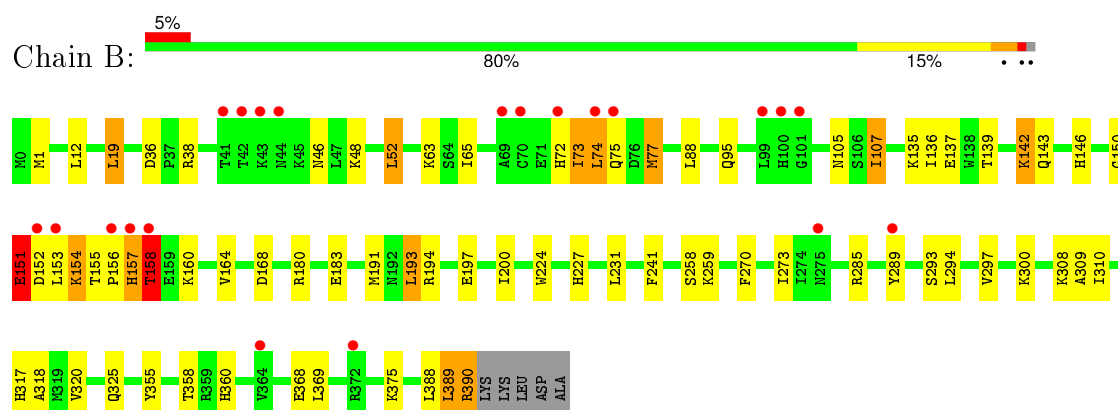 5%
Chain B:
80% 15% • ••
M0 M1 L12 L19 D36 P37 R38 T41 T42 K43 N44 K45 N46 L47 K48 L52 K63 S64 I65 A69 C70 E71 H72 I73 L74 Q75 D76 M77 L88 Q95 L99 H100 G101 N105 S106 I107 K135 I136 E137 W138 T139 K142 Q143 H146
E151 D152 L153 K154 T155 P156 H157 T158 E159 K160 V164 D168 R180 E183 M191 N192 L193 R194 E197 I200 W224 H227 L231 F241 S258 K259 F270 I273 I274 N275 R285 Y289 S293 L294 V297 K300 K308 A309 I310
H317 A318 M319 V320 Q325 Y355 T358 R359 H360 V364 E368 L369 R372 K375 L388 L389 R390 LYS LYS LEU ASP ALA